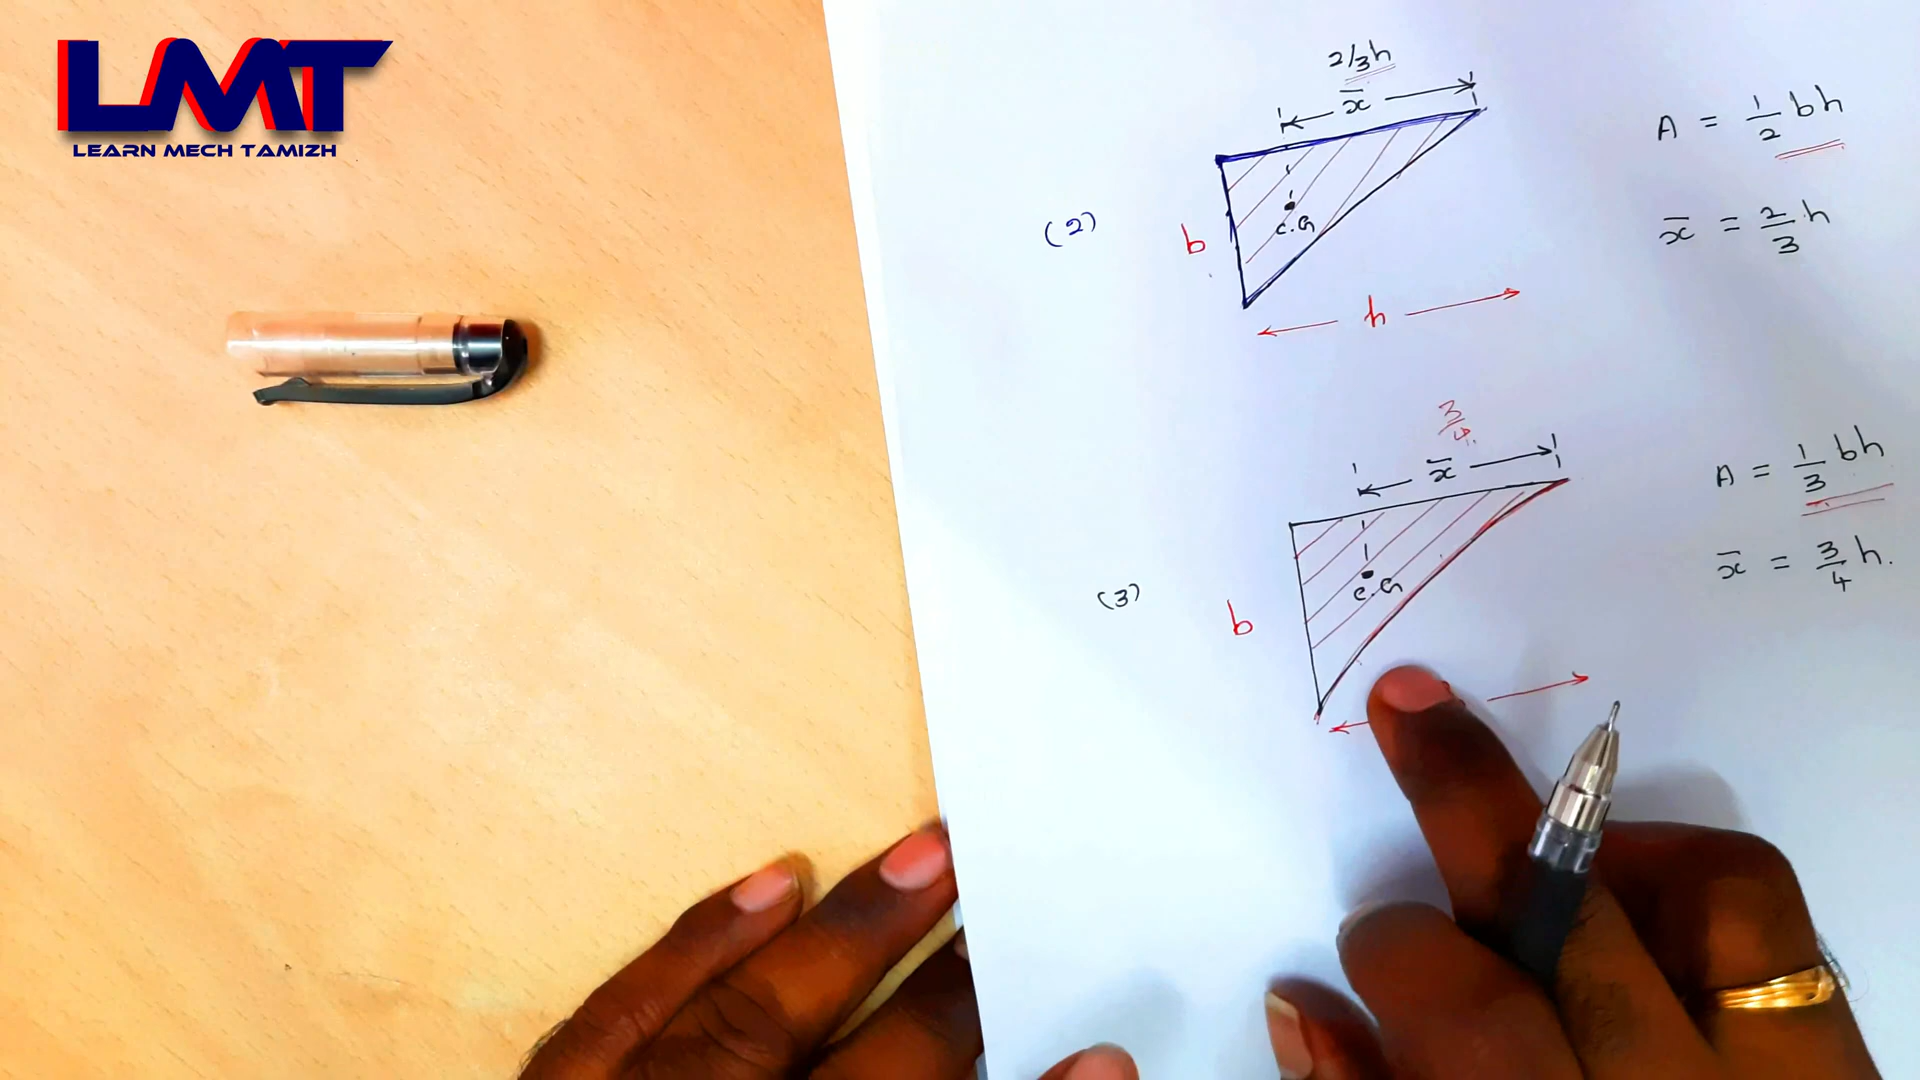 LMT
LEARN MECH TAMIZH
2/3h
x̄
A = 1/2 bh
(2)
b
C.G
x̄ = 2/3 h
h
3/4
x̄
A = 1/3 bh
(3)
b
C.G
x̄ = 3/4 h.